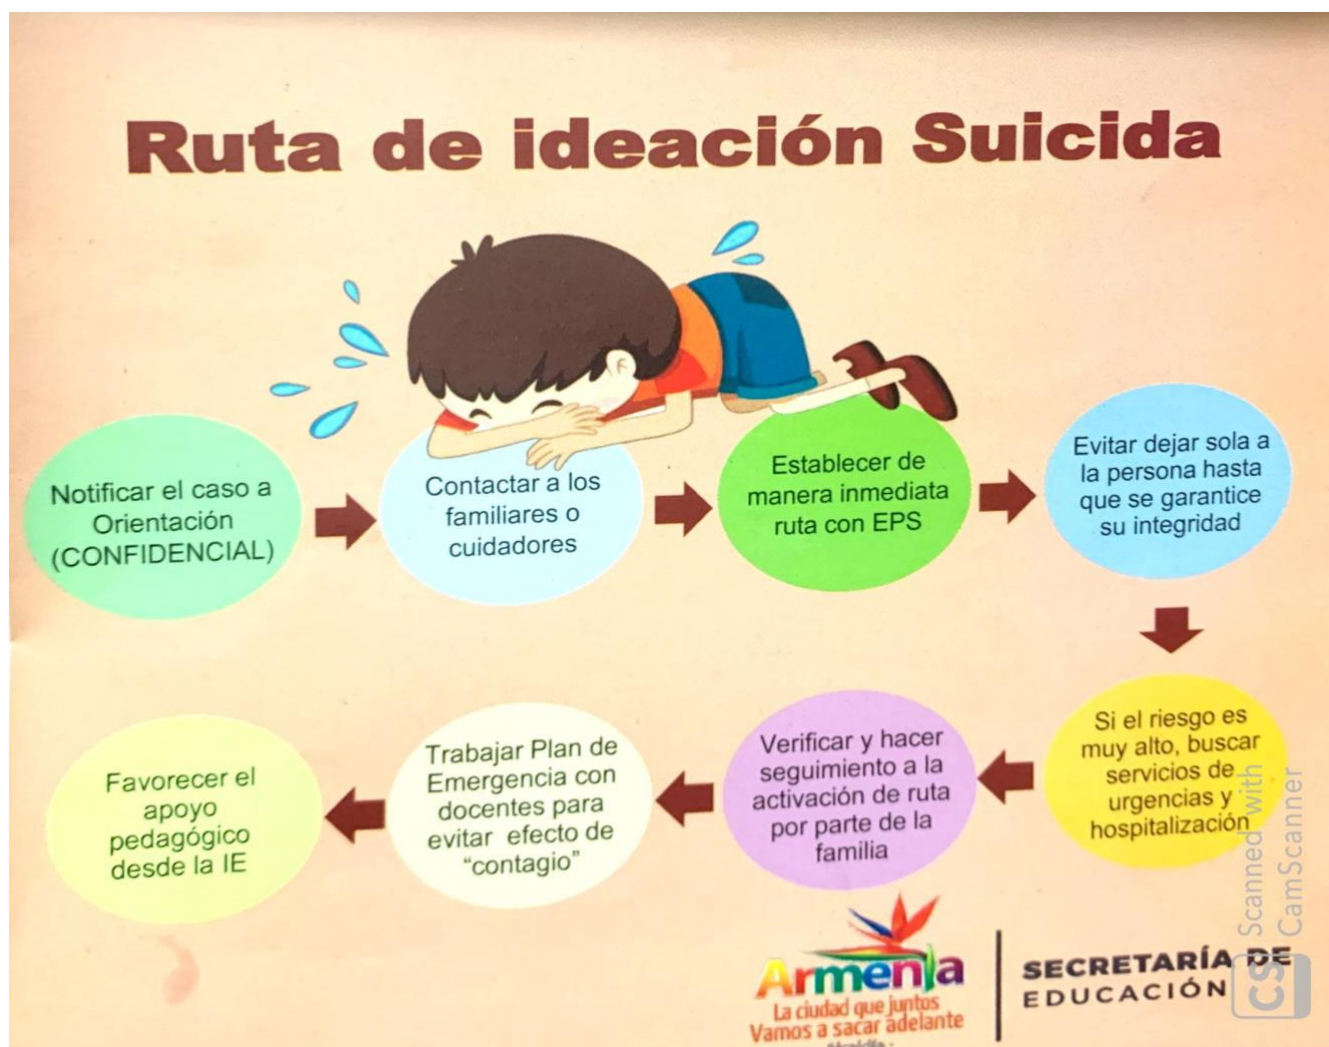 Ruta de ideación Suicida
Notificar el caso a
Orientación
(CONFIDENCIAL)
Contactar a los
familiares o
cuidadores
Establecer de
manera inmediata
ruta con EPS
Evitar dejar sola a
la persona hasta
que se garantice
su integridad
Si el riesgo es
muy alto, buscar
servicios de
urgencias y
hospitalización
Verificar y hacer
seguimiento a la
activación de ruta
por parte de la
familia
Trabajar Plan de
Emergencia con
docentes para
evitar efecto de
“contagio”
Favorecer el
apoyo
pedagógico
desde la IE
Armenia
La ciudad que juntos
Vamos a sacar adelante
SECRETARÍA DE
EDUCACIÓN
CS
Scanned with
CamScanner